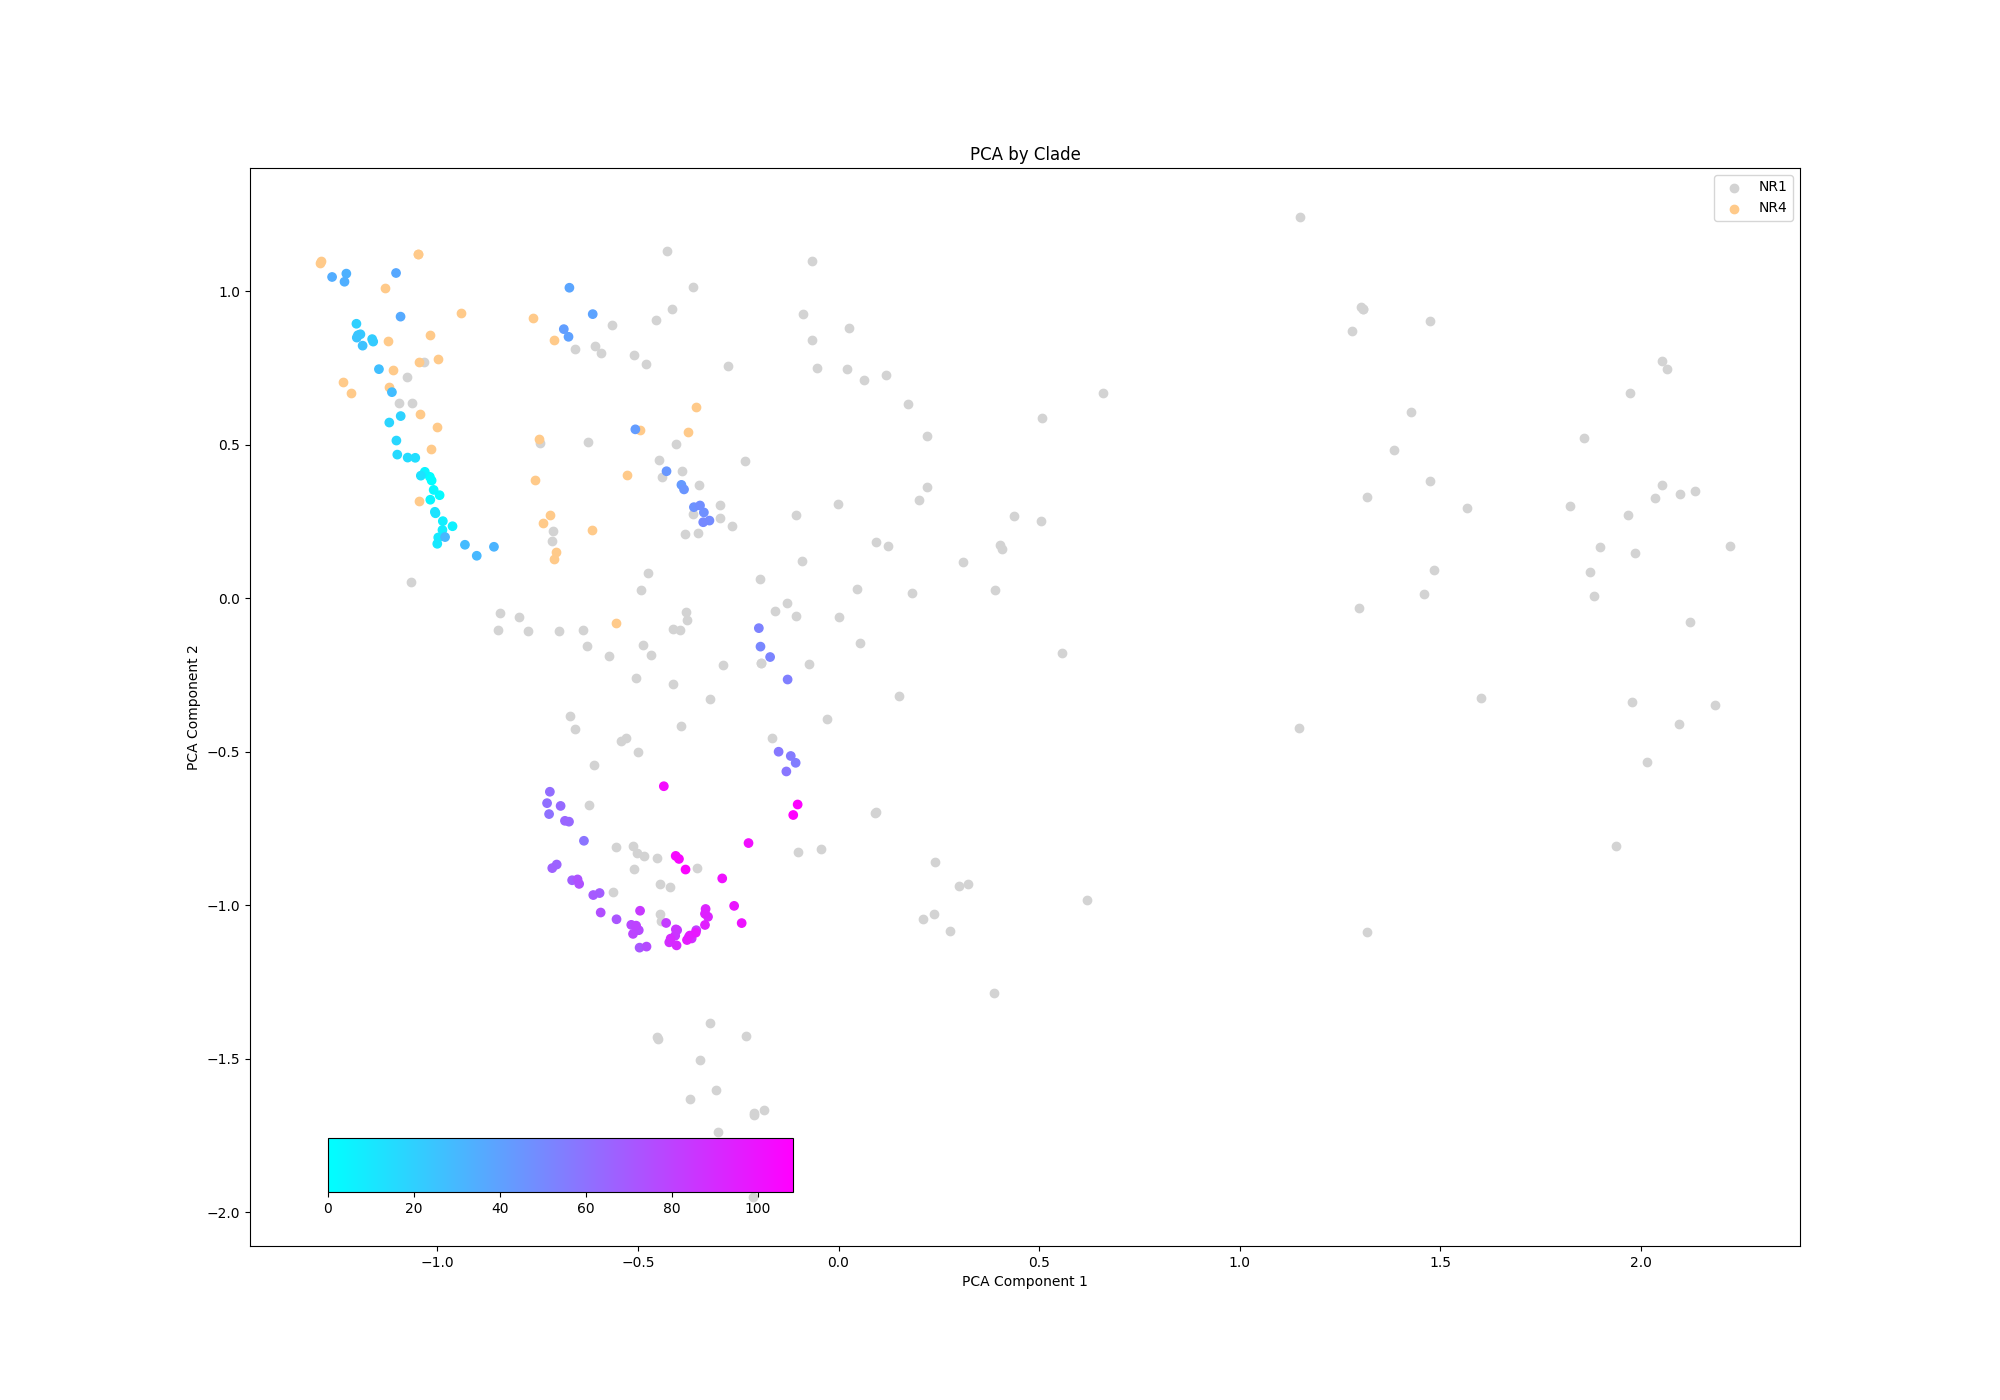 PCA by Clade
NR1
NR4
1.0
0.5
0.0
−0.5
−1.0
−1.5
−2.0
PCA Component 2
0 20 40 60 80 100
−1.0 −0.5 0.0 0.5 1.0 1.5 2.0
PCA Component 1